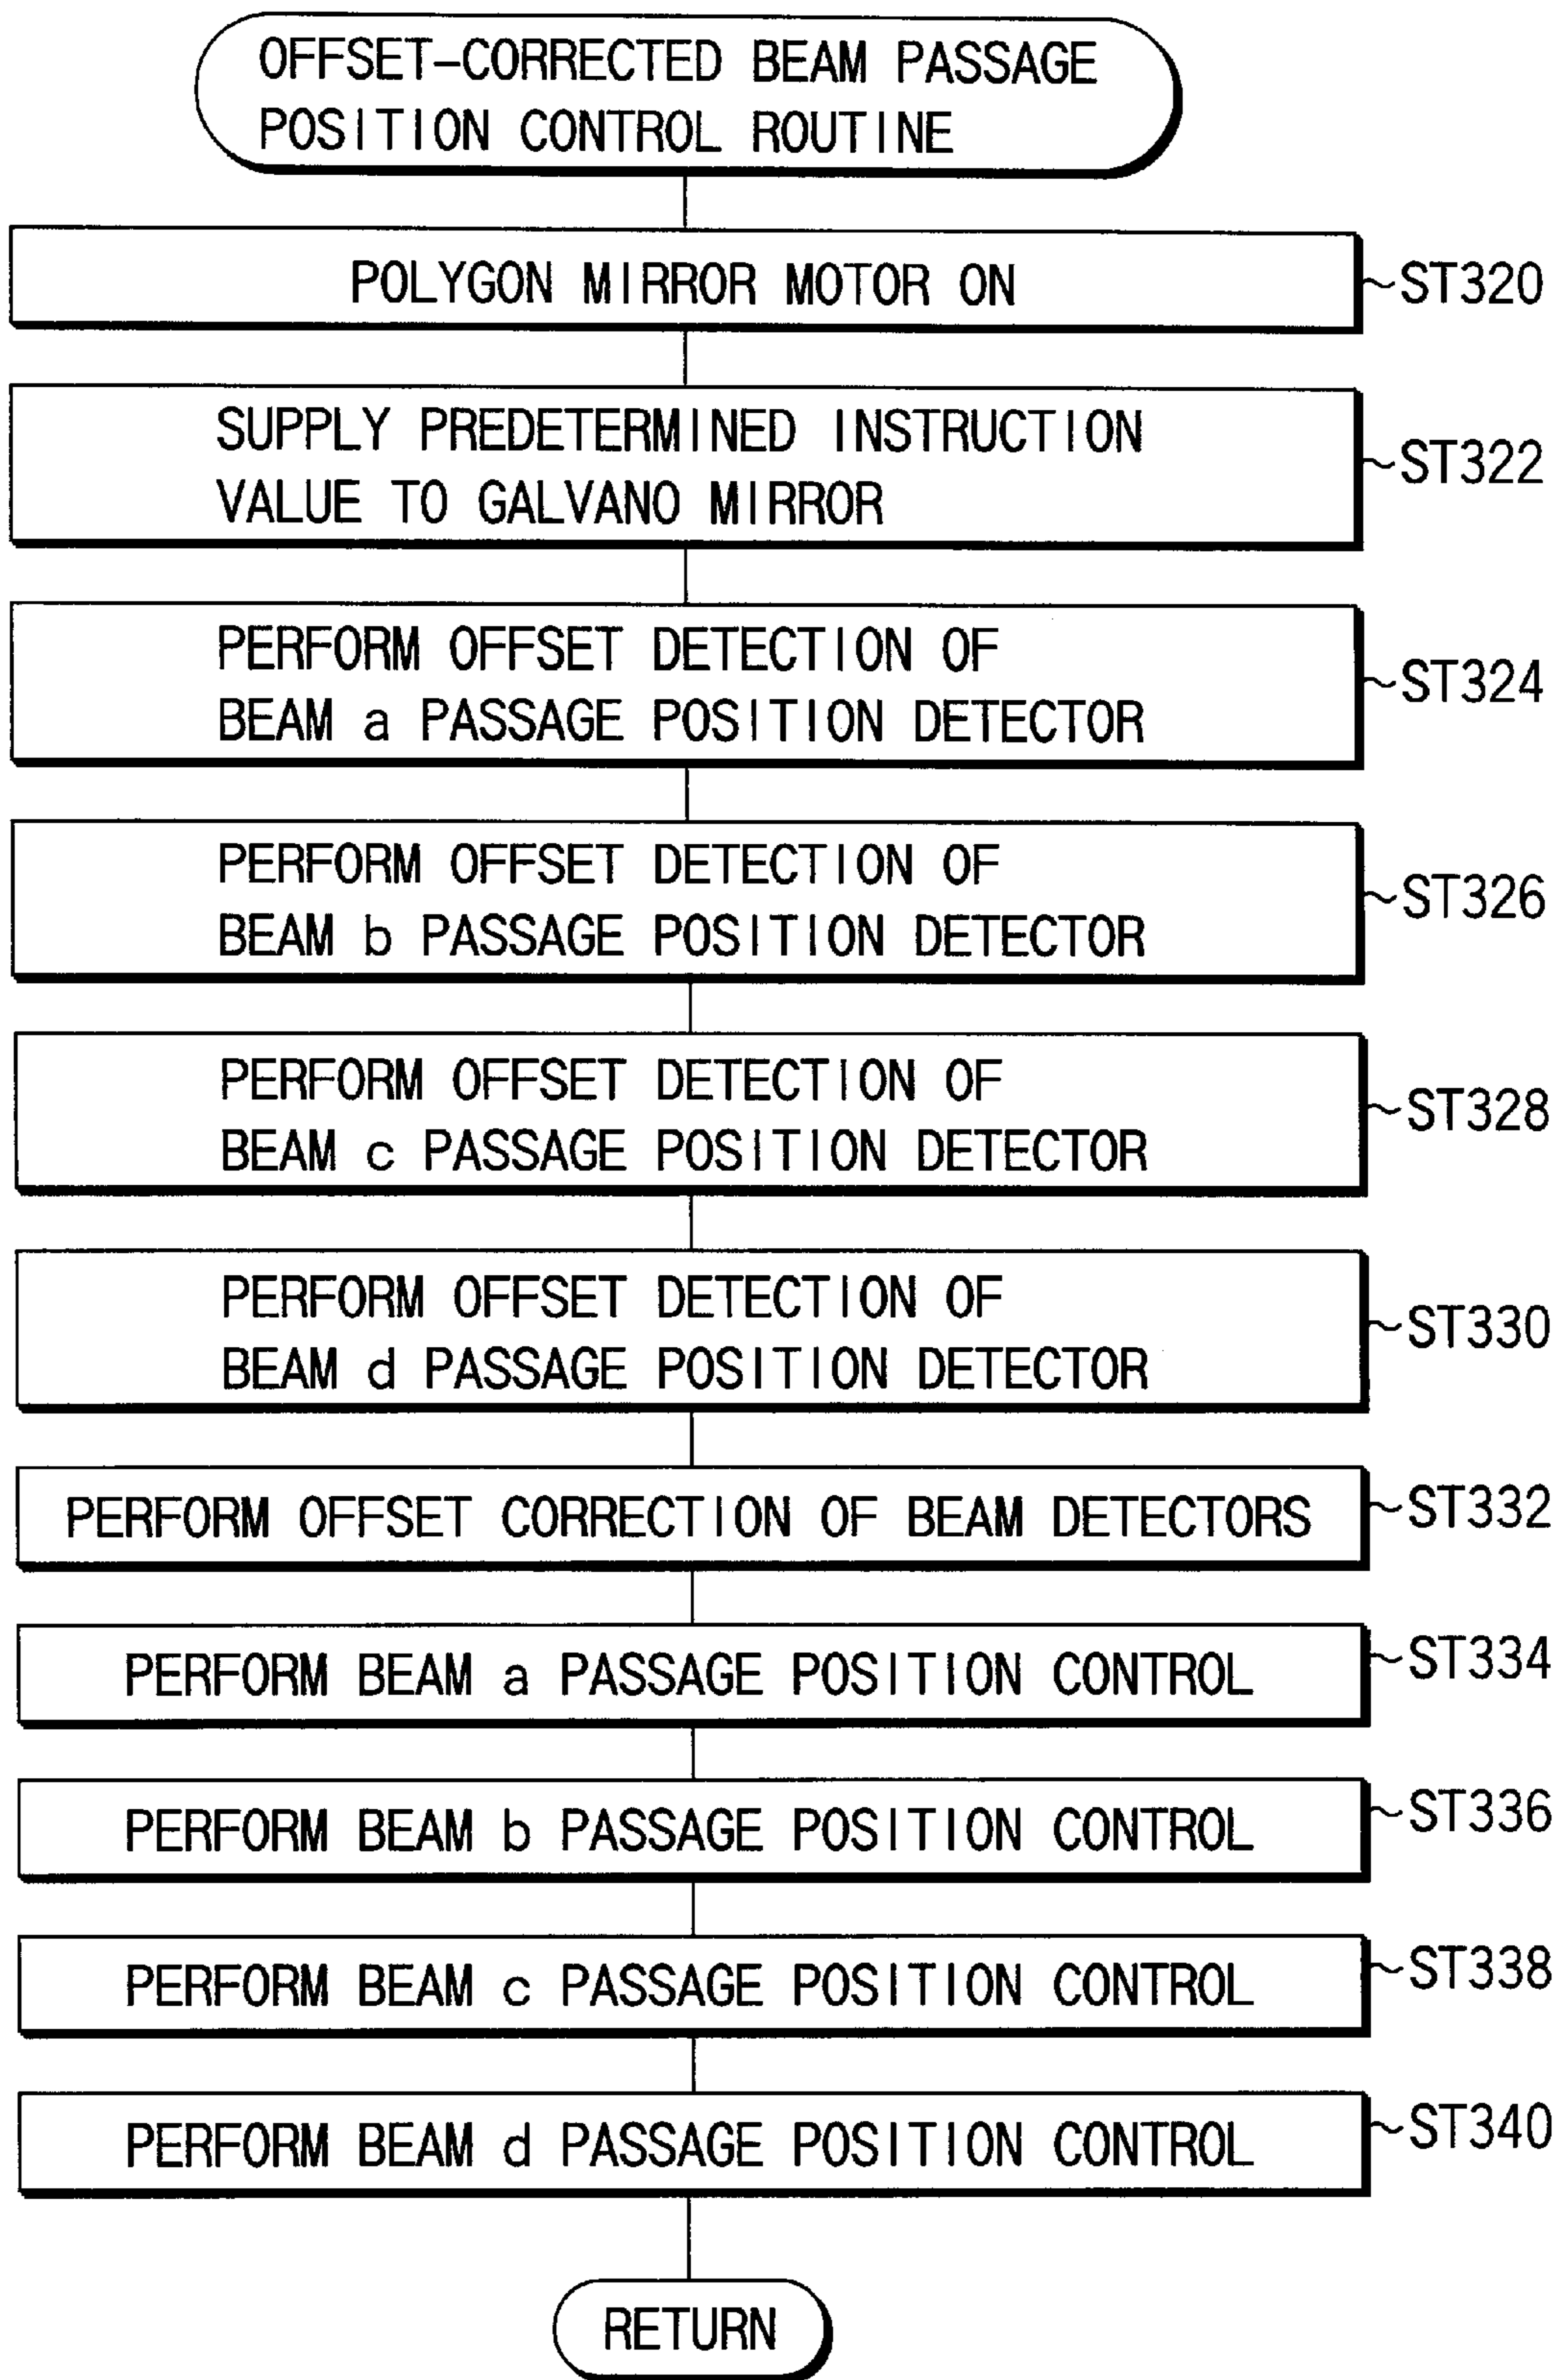 OFFSET-CORRECTED BEAM PASSAGE
POSITION CONTROL ROUTINE
POLYGON MIRROR MOTOR ON
ST320
SUPPLY PREDETERMINED INSTRUCTION
VALUE TO GALVANO MIRROR
ST322
PERFORM OFFSET DETECTION OF
BEAM a PASSAGE POSITION DETECTOR
ST324
PERFORM OFFSET DETECTION OF
BEAM b PASSAGE POSITION DETECTOR
ST326
PERFORM OFFSET DETECTION OF
BEAM c PASSAGE POSITION DETECTOR
ST328
PERFORM OFFSET DETECTION OF
BEAM d PASSAGE POSITION DETECTOR
ST330
PERFORM OFFSET CORRECTION OF BEAM DETECTORS
ST332
PERFORM BEAM a PASSAGE POSITION CONTROL
ST334
PERFORM BEAM b PASSAGE POSITION CONTROL
ST336
PERFORM BEAM c PASSAGE POSITION CONTROL
ST338
PERFORM BEAM d PASSAGE POSITION CONTROL
ST340
RETURN